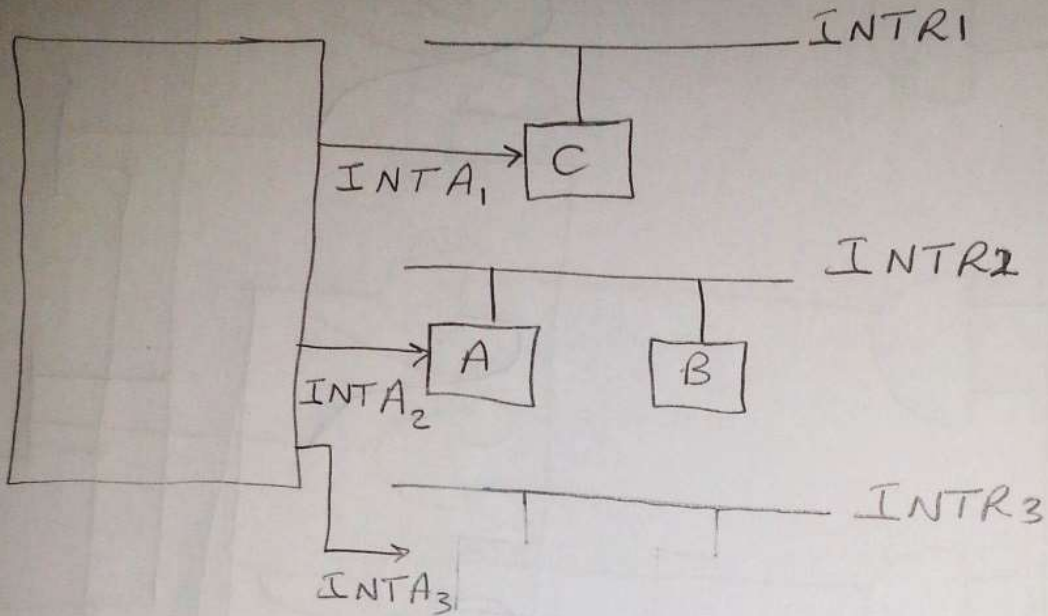 INTR1
INTA₁
C
INTR2
A
B
INTA₂
INTR3
INTA₃